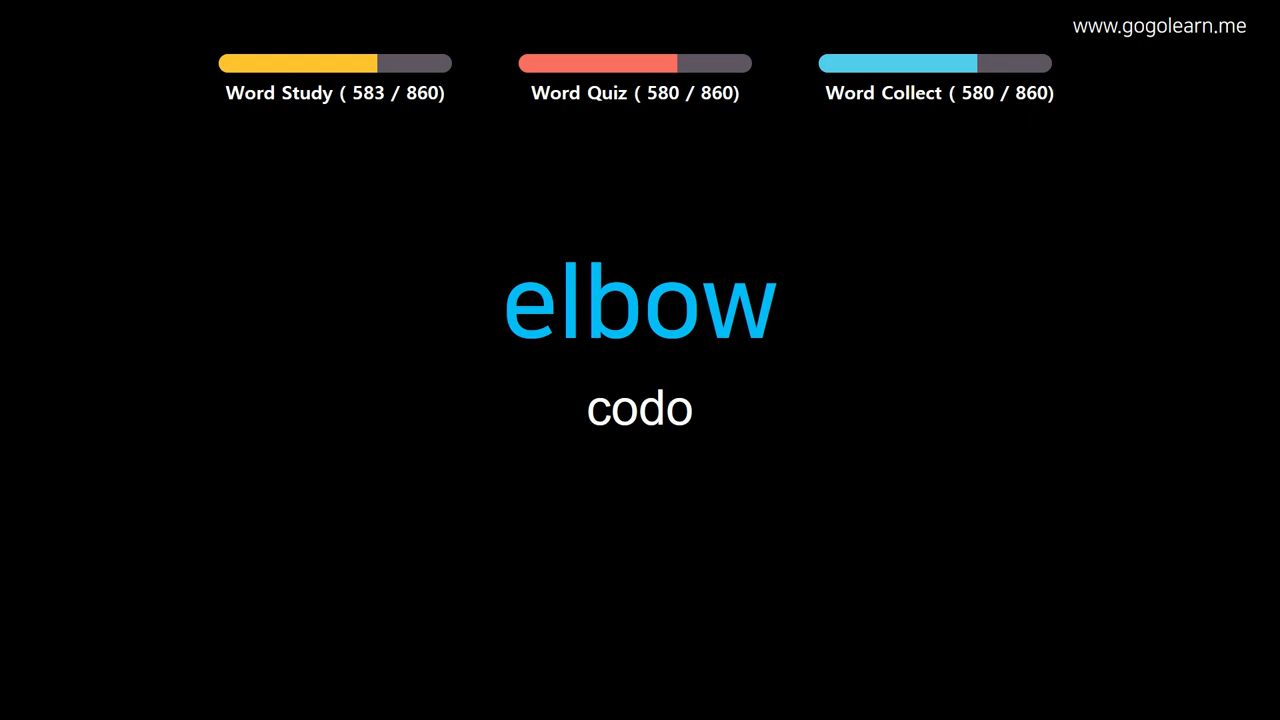 www.gogolearn.me
Word Study ( 583 / 860)
Word Quiz ( 580 / 860)
Word Collect ( 580 / 860)
elbow
codo